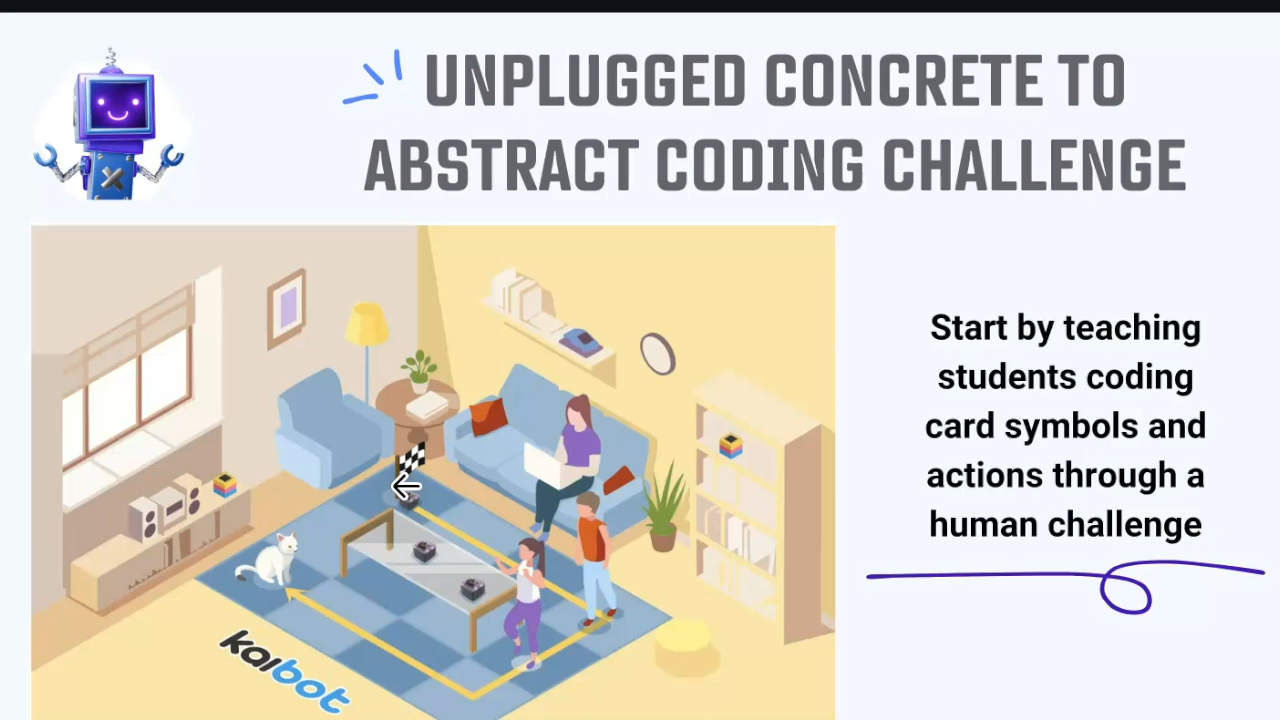 UNPLUGGED CONCRETE TO
ABSTRACT CODING CHALLENGE
Start by teaching
students coding
card symbols and
actions through a
human challenge
kaibot